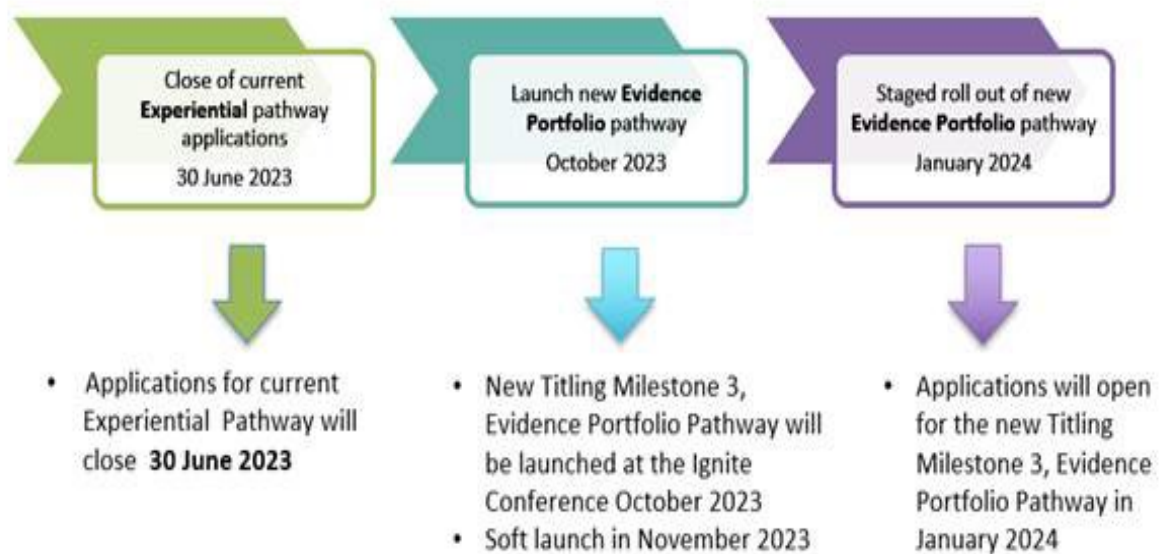 Close of current
Experiential pathway
applications
30 June 2023
Launch new Evidence
Portfolio pathway
October 2023
Staged roll out of new
Evidence Portfolio pathway
January 2024
• Applications for current
Experiential Pathway will
close 30 June 2023
• New Titling Milestone 3,
Evidence Portfolio Pathway will
be launched at the Ignite
Conference October 2023
• Soft launch in November 2023
• Applications will open
for the new Titling
Milestone 3, Evidence
Portfolio Pathway in
January 2024